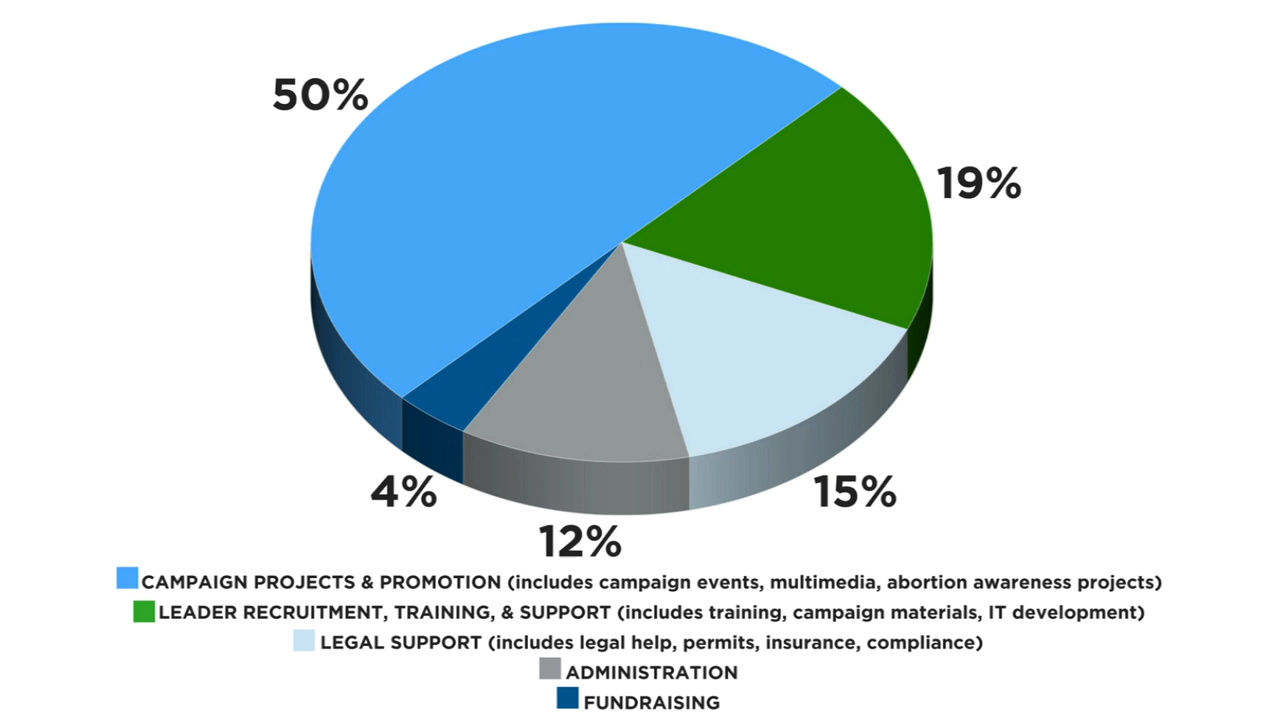 50%
19%
4%
15%
12%
CAMPAIGN PROJECTS & PROMOTION (includes campaign events, multimedia, abortion awareness projects)
LEADER RECRUITMENT, TRAINING, & SUPPORT (includes training, campaign materials, IT development)
LEGAL SUPPORT (includes legal help, permits, insurance, compliance)
ADMINISTRATION
FUNDRAISING